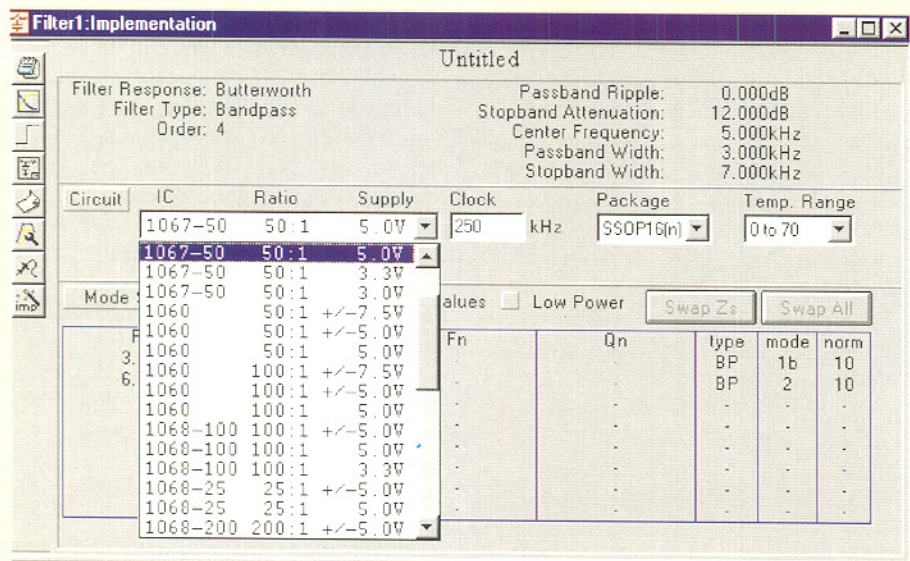 Filter1:Implementation
Untitled
Filter Response: Butterworth
Filter Type: Bandpass
Order: 4
Passband Ripple: 0.000dB
Stopband Attenuation: 12.000dB
Center Frequency: 5.000kHz
Passband Width: 3.000kHz
Stopband Width: 7.000kHz
Circuit IC Ratio Supply Clock Package Temp. Range
1067-50 50:1 5.0V 250 kHz SSOP16(n) 0 to 70
1067-50 50:1 5.0V
1067-50 50:1 3.3V
1067-50 50:1 3.0V
1060 50:1 +/-7.5V
1060 50:1 +/-5.0V
1060 50:1 5.0V
1060 100:1 +/-7.5V
1060 100:1 +/-5.0V
1060 100:1 5.0V
1068-100 100:1 +/-5.0V
1068-100 100:1 5.0V
1068-100 100:1 3.3V
1068-25 25:1 +/-5.0V
1068-25 25:1 5.0V
1068-200 200:1 +/-5.0V
imp
Mode
alues Low Power Swap Zs Swap All
Fn Qn type mode norm
3. BP 1b 10
6. - - BP 2 10
- - - - -
- - - - -
- - - - -
- - - - -
- - - - -